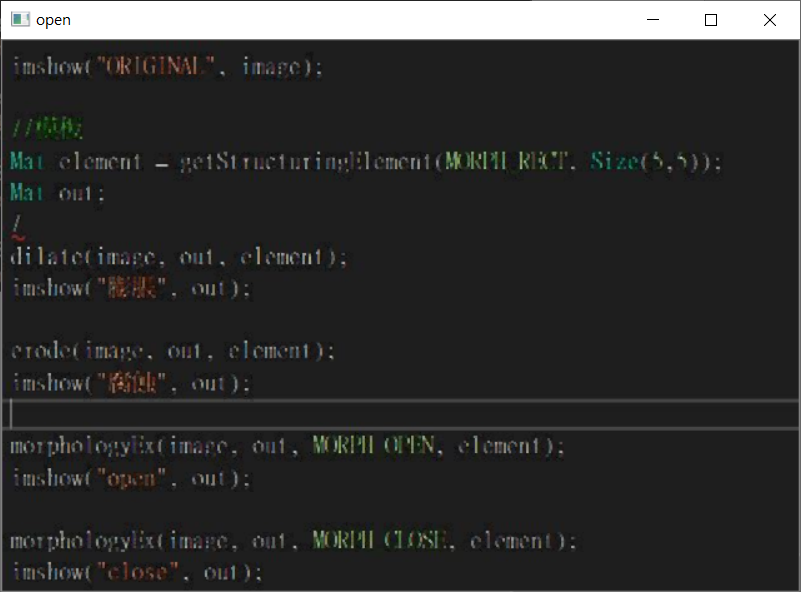 open
imshow("ORIGINAL", image);
//模板
Mat element = getStructuringElement(MORPH_RECT, Size(5,5));
Mat out;
/
dilate(image, out, element);
imshow("膨脹", out);
erode(image, out, element);
imshow("腐蝕", out);
morphologyEx(image, out, MORPH_OPEN, element);
imshow("open", out);
morphologyEx(image, out, MORPH_CLOSE, element);
imshow("close", out);